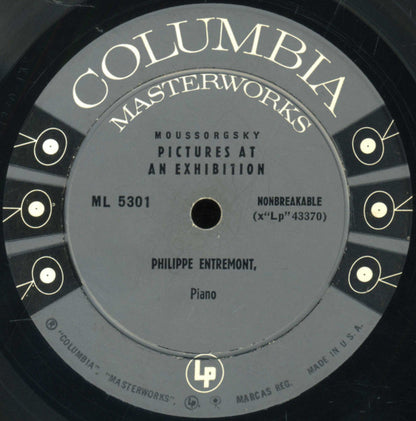 COLUMBIA
MASTERWORKS
MOUSSORGSKY
PICTURES AT
AN EXHIBITION
ML 5301
NONBREAKABLE
(x"Lp" 43370)
PHILIPPE ENTREMONT,
Piano
Lp
® "COLUMBIA", "MASTERWORKS", MARCAS REG. MADE IN U.S.A.